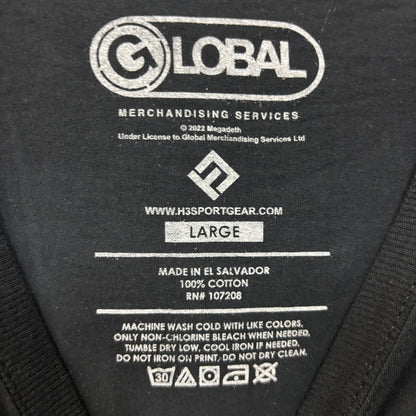 GLOBAL
MERCHANDISING SERVICES
© 2022 Megadeth
Under License to Global Merchandising Services Ltd
WWW.H3SPORTGEAR.COM
LARGE
MADE IN EL SALVADOR
100% COTTON
RN# 107208
MACHINE WASH COLD WITH LIKE COLORS,
ONLY NON-CHLORINE BLEACH WHEN NEEDED.
TUMBLE DRY LOW, COOL IRON IF NEEDED.
DO NOT IRON ON PRINT, DO NOT DRY CLEAN.
30